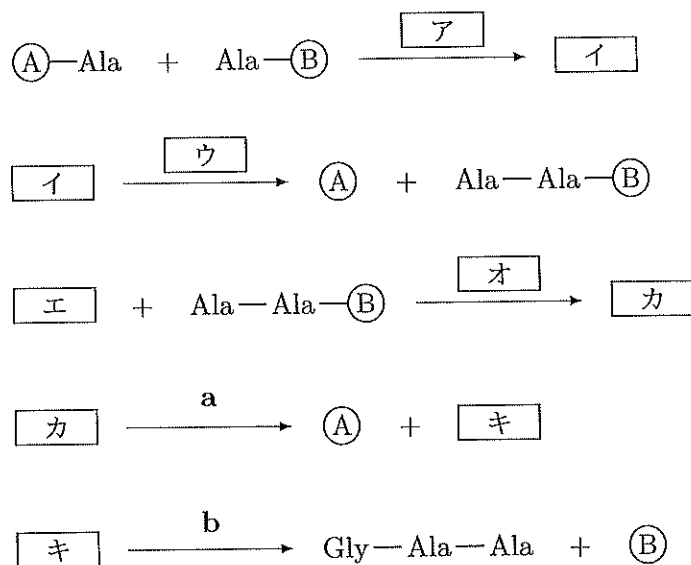 ア
Ⓐ—Ala + Ala—Ⓑ ⟶ イ
ウ
イ ⟶ Ⓐ + Ala—Ala—Ⓑ
オ
エ + Ala—Ala—Ⓑ ⟶ カ
a
カ ⟶ Ⓐ + キ
b
キ ⟶ Gly—Ala—Ala + Ⓑ